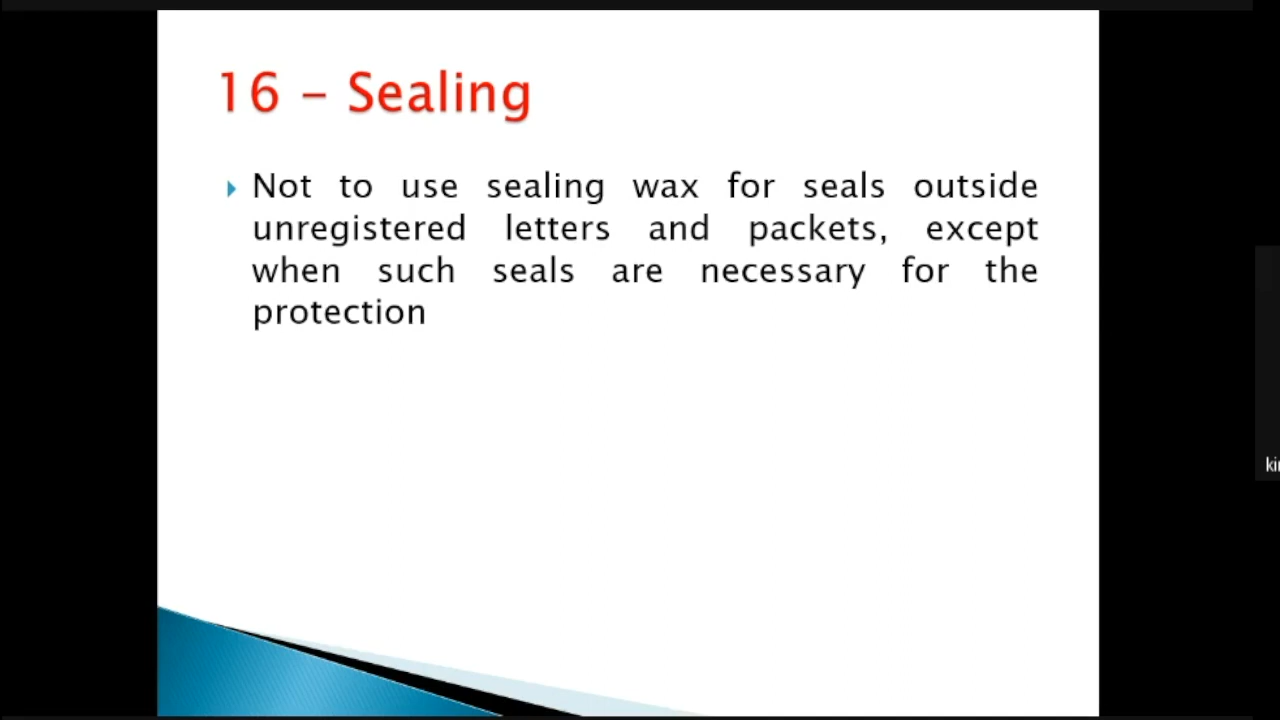 16 – Sealing
Not to use sealing wax for seals outside
unregistered letters and packets, except
when such seals are necessary for the
protection